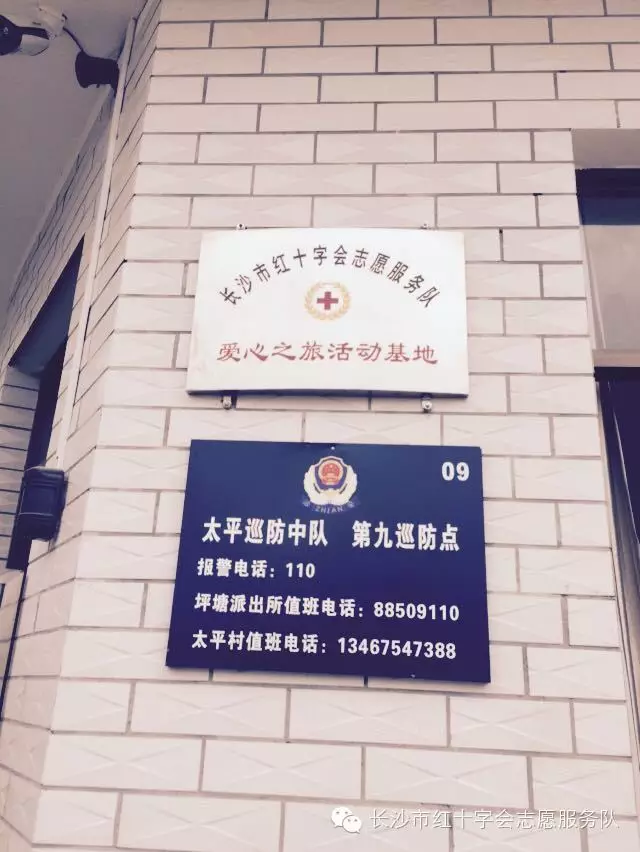 长沙市红十字会志愿服务队
爱心之旅活动基地
09
ZHIAN
太平巡防中队 第九巡防点
报警电话：110
坪塘派出所值班电话：88509110
太平村值班电话：13467547388
长沙市红十字会志愿服务队